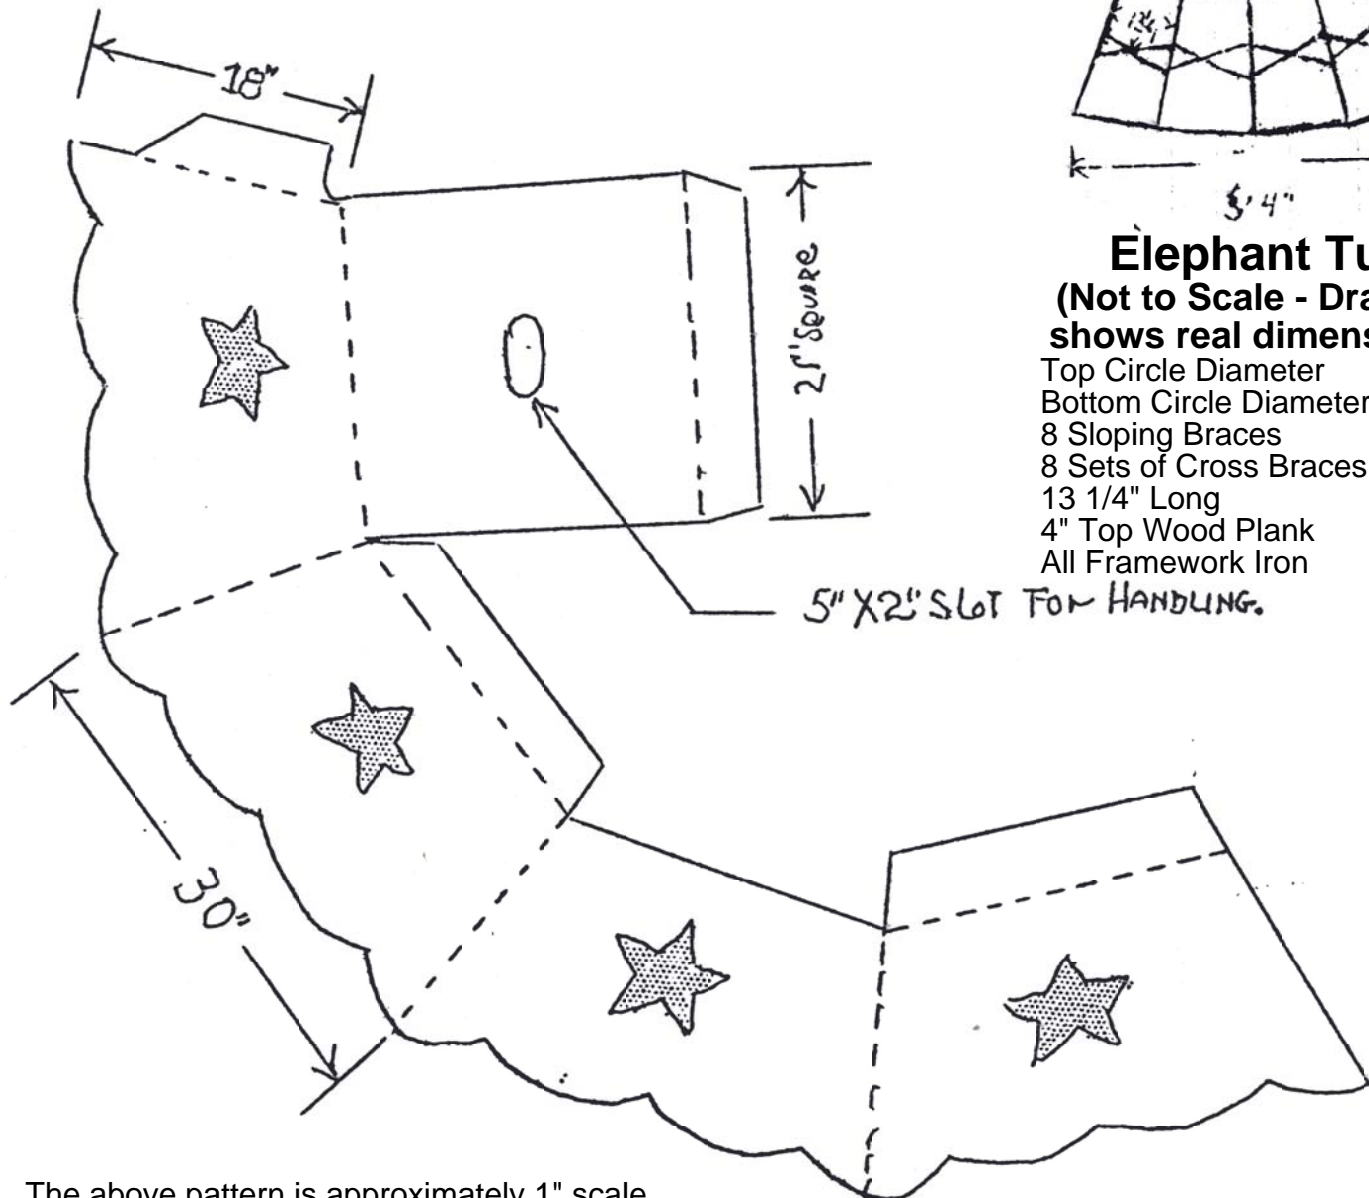 18"
5' 4"
Elephant Tu
(Not to Scale - Dra
shows real dimens
Top Circle Diameter
Bottom Circle Diameter
8 Sloping Braces
8 Sets of Cross Braces
13 1/4" Long
4" Top Wood Plank
All Framework Iron
SQUARE
5" X 2" SLOT FOR HANDLING.
30"
The above pattern is approximately 1" scale